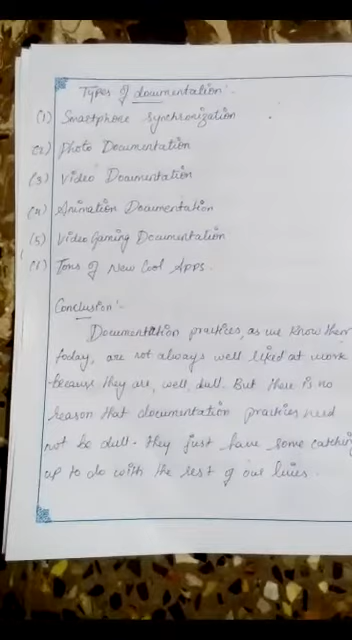 Types of documentation :-
(1) Smartphone synchronization
(2) Photo Documentation
(3) Video Documentation
(4) Animation Documentation
(5) Video Gaming Documentation
(1) Tons of New Cool Apps.
Conclusion :-
Documentation practices, as we know them
today, are not always well liked at work
because they are, well, dull. But there is no
reason that documentation practices need
not be dull. they just have some catching
up to do with the rest of our lives.